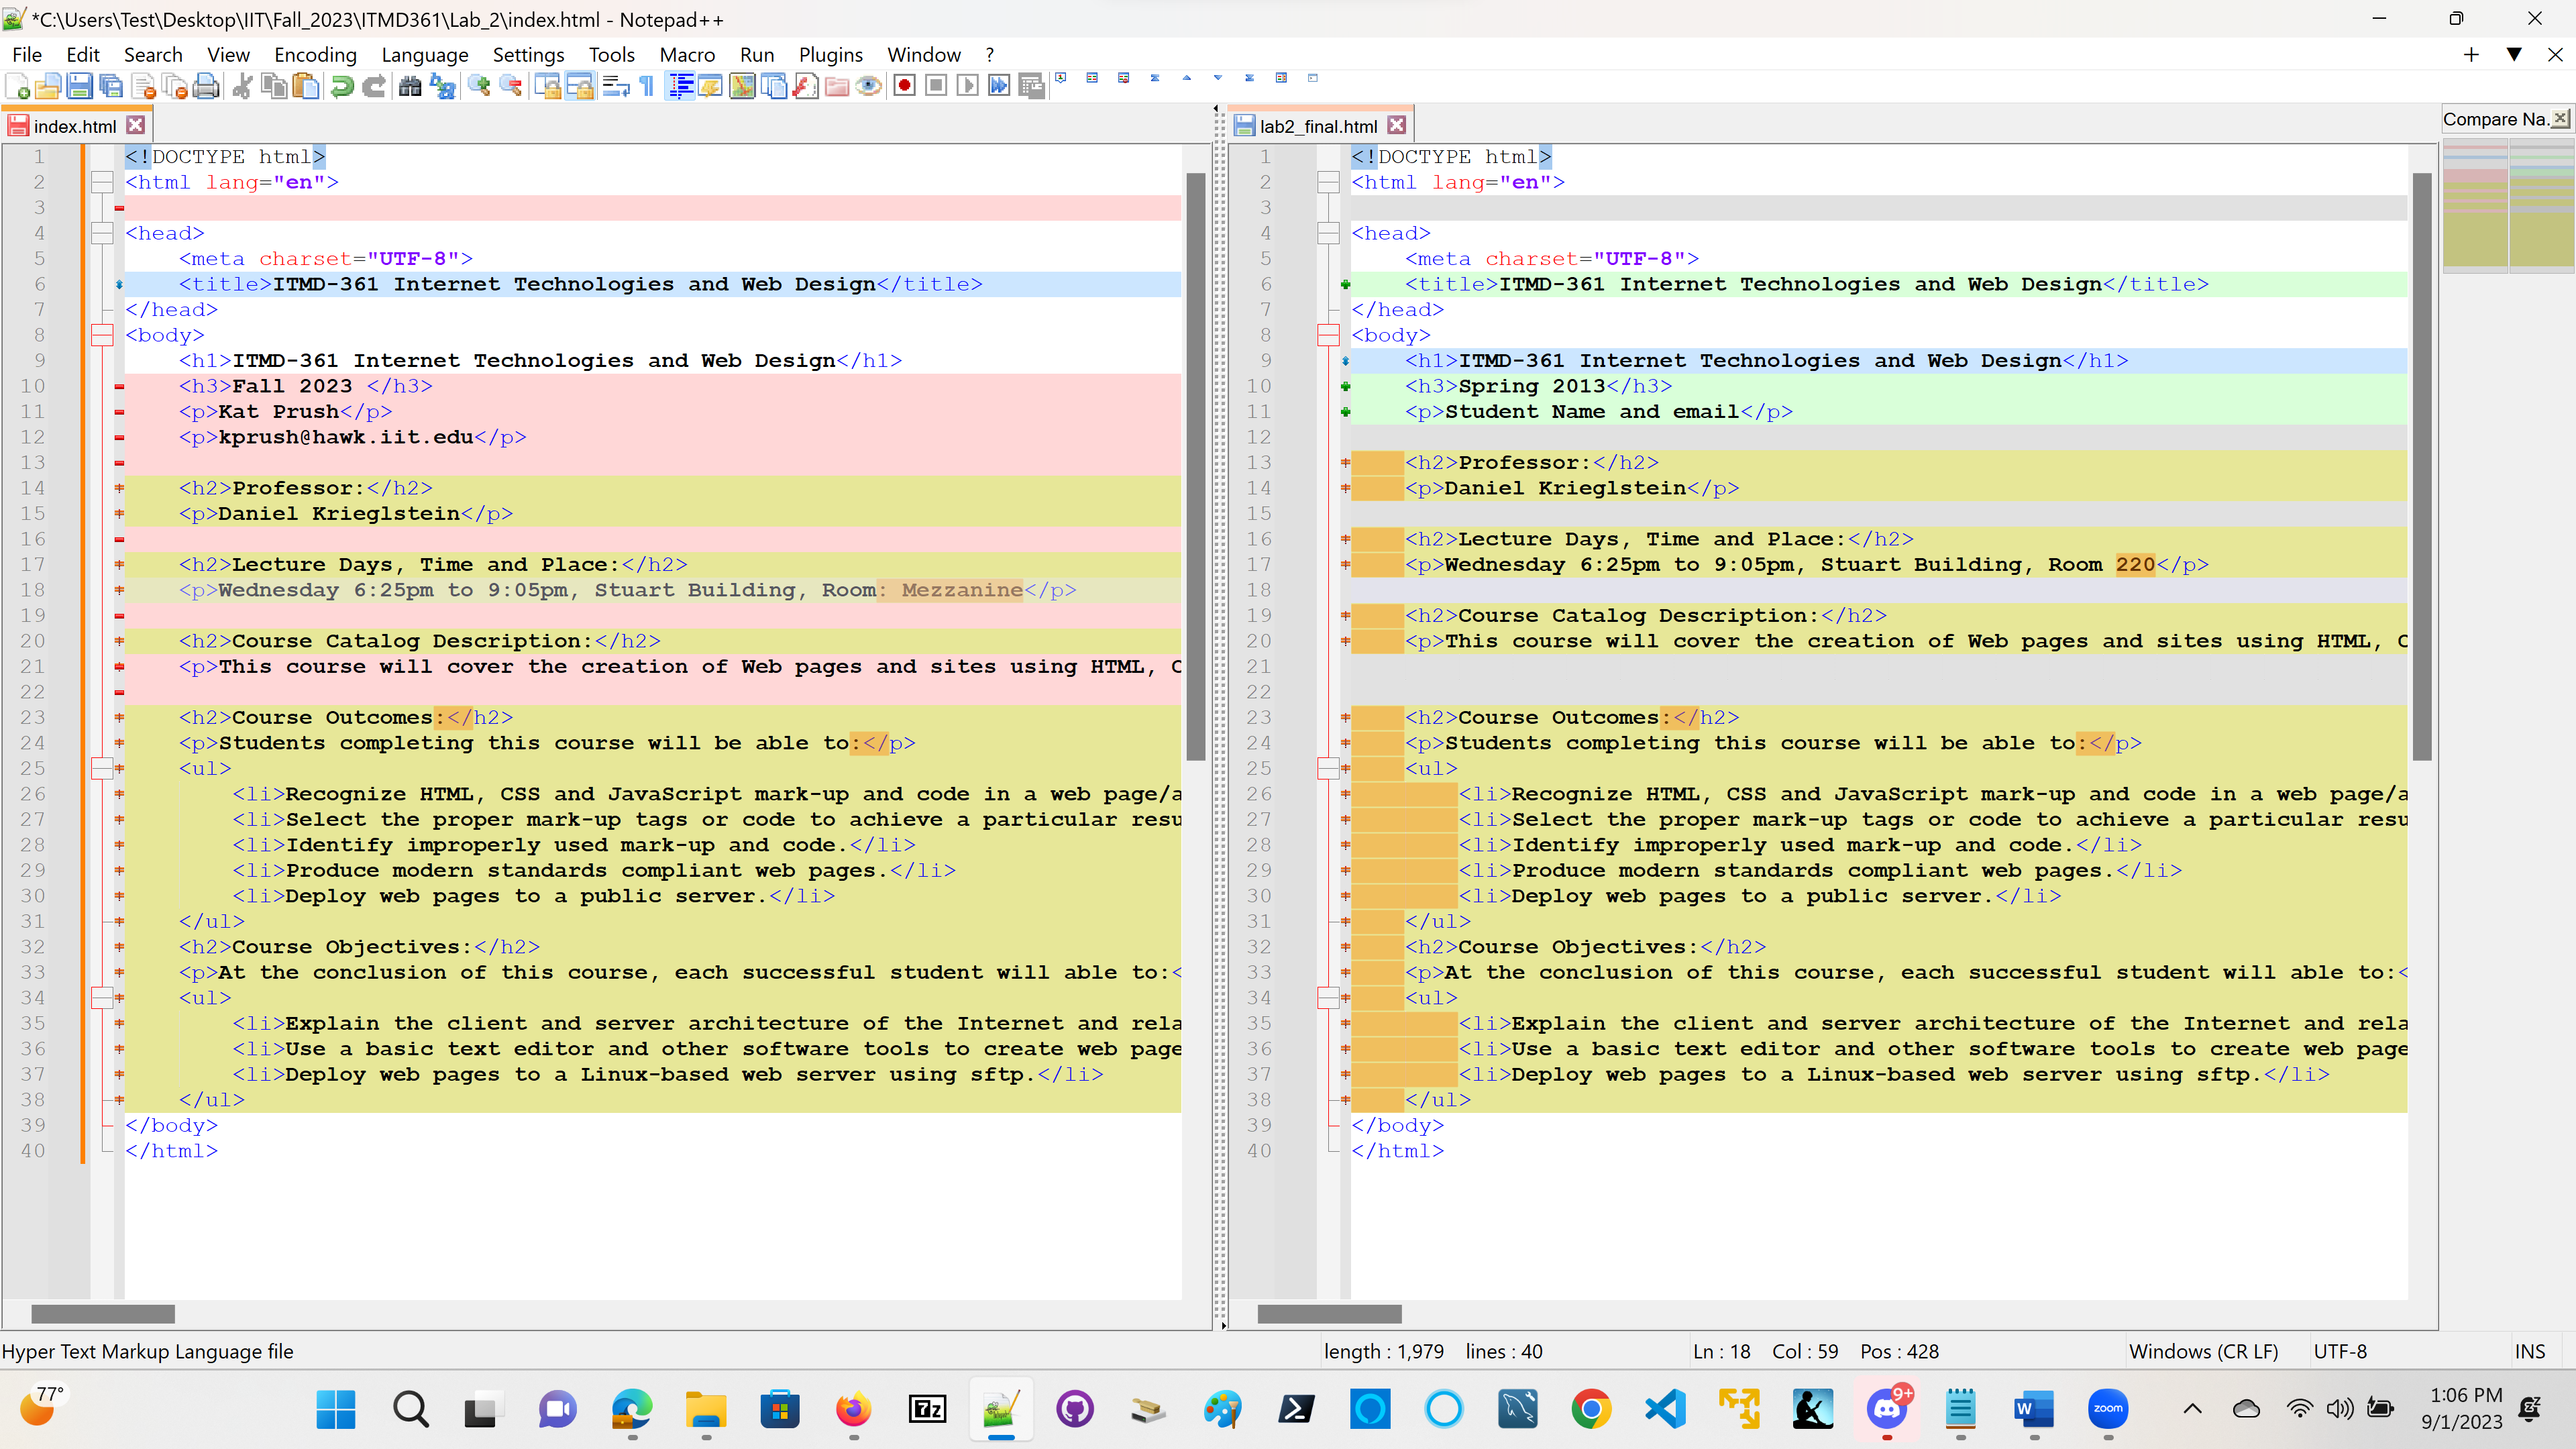 *C:\Users\Test\Desktop\IIT\Fall_2023\ITMD361\Lab_2\index.html - Notepad++
File Edit Search View Encoding Language Settings Tools Macro Run Plugins Window ?
index.html
1 <!DOCTYPE html>
2 <html lang="en">
3
4 <head>
5 <meta charset="UTF-8">
6 <title>ITMD-361 Internet Technologies and Web Design</title>
7 </head>
8 <body>
9 <h1>ITMD-361 Internet Technologies and Web Design</h1>
10 <h3>Fall 2023 </h3>
11 <p>Kat Prush</p>
12 <p>kprush@hawk.iit.edu</p>
13
14 <h2>Professor:</h2>
15 <p>Daniel Krieglstein</p>
16
17 <h2>Lecture Days, Time and Place:</h2>
18 <p>Wednesday 6:25pm to 9:05pm, Stuart Building, Room: Mezzanine</p>
19
20 <h2>Course Catalog Description:</h2>
21 <p>This course will cover the creation of Web pages and sites using HTML, C
22
23 <h2>Course Outcomes:</h2>
24 <p>Students completing this course will be able to:</p>
25 <ul>
26 <li>Recognize HTML, CSS and JavaScript mark-up and code in a web page/a
27 <li>Select the proper mark-up tags or code to achieve a particular resu
28 <li>Identify improperly used mark-up and code.</li>
29 <li>Produce modern standards compliant web pages.</li>
30 <li>Deploy web pages to a public server.</li>
31 </ul>
32 <h2>Course Objectives:</h2>
33 <p>At the conclusion of this course, each successful student will able to:<
34 <ul>
35 <li>Explain the client and server architecture of the Internet and rela
36 <li>Use a basic text editor and other software tools to create web page
37 <li>Deploy web pages to a Linux-based web server using sftp.</li>
38 </ul>
39 </body>
40 </html>
lab2_final.html
1 <!DOCTYPE html>
2 <html lang="en">
3
4 <head>
5 <meta charset="UTF-8">
6 <title>ITMD-361 Internet Technologies and Web Design</title>
7 </head>
8 <body>
9 <h1>ITMD-361 Internet Technologies and Web Design</h1>
10 <h3>Spring 2013</h3>
11 <p>Student Name and email</p>
12
13 <h2>Professor:</h2>
14 <p>Daniel Krieglstein</p>
15
16 <h2>Lecture Days, Time and Place:</h2>
17 <p>Wednesday 6:25pm to 9:05pm, Stuart Building, Room 220</p>
18
19 <h2>Course Catalog Description:</h2>
20 <p>This course will cover the creation of Web pages and sites using HTML, C
21
22
23 <h2>Course Outcomes:</h2>
24 <p>Students completing this course will be able to:</p>
25 <ul>
26 <li>Recognize HTML, CSS and JavaScript mark-up and code in a web page/a
27 <li>Select the proper mark-up tags or code to achieve a particular resu
28 <li>Identify improperly used mark-up and code.</li>
29 <li>Produce modern standards compliant web pages.</li>
30 <li>Deploy web pages to a public server.</li>
31 </ul>
32 <h2>Course Objectives:</h2>
33 <p>At the conclusion of this course, each successful student will able to:<
34 <ul>
35 <li>Explain the client and server architecture of the Internet and rela
36 <li>Use a basic text editor and other software tools to create web page
37 <li>Deploy web pages to a Linux-based web server using sftp.</li>
38 </ul>
39 </body>
40 </html>
Compare Na.
Hyper Text Markup Language file length : 1,979 lines : 40 Ln : 18 Col : 59 Pos : 428 Windows (CR LF) UTF-8 INS
77°
7z
9+
W
zoom
1:06 PM
9/1/2023